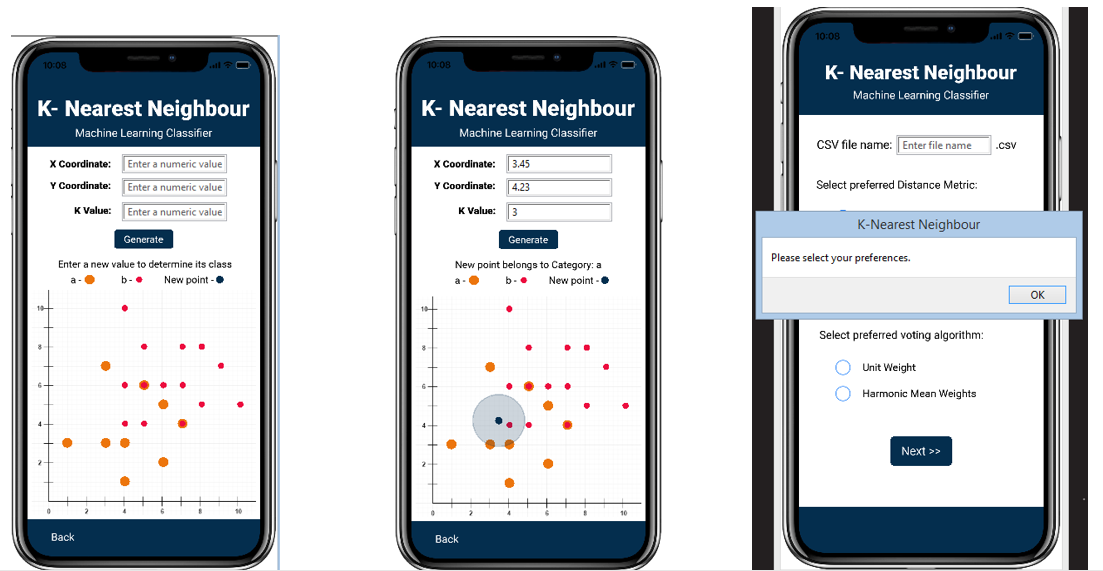 10:08
K- Nearest Neighbour
Machine Learning Classifier
X Coordinate: Enter a numeric value
Y Coordinate: Enter a numeric value
K Value: Enter a numeric value
Generate
Enter a new value to determine its class
a - b - New point -
10
8
6
4
2
0 2 4 6 8 10
Back
10:08
K- Nearest Neighbour
Machine Learning Classifier
X Coordinate: 3.45
Y Coordinate: 4.23
K Value: 3
Generate
New point belongs to Category: a
a - b - New point -
10
8
6
4
2
0 2 4 6 8 10
Back
10:08
K- Nearest Neighbour
Machine Learning Classifier
CSV file name: Enter file name .csv
Select preferred Distance Metric:
K-Nearest Neighbour
Please select your preferences.
OK
Select preferred voting algorithm:
Unit Weight
Harmonic Mean Weights
Next >>